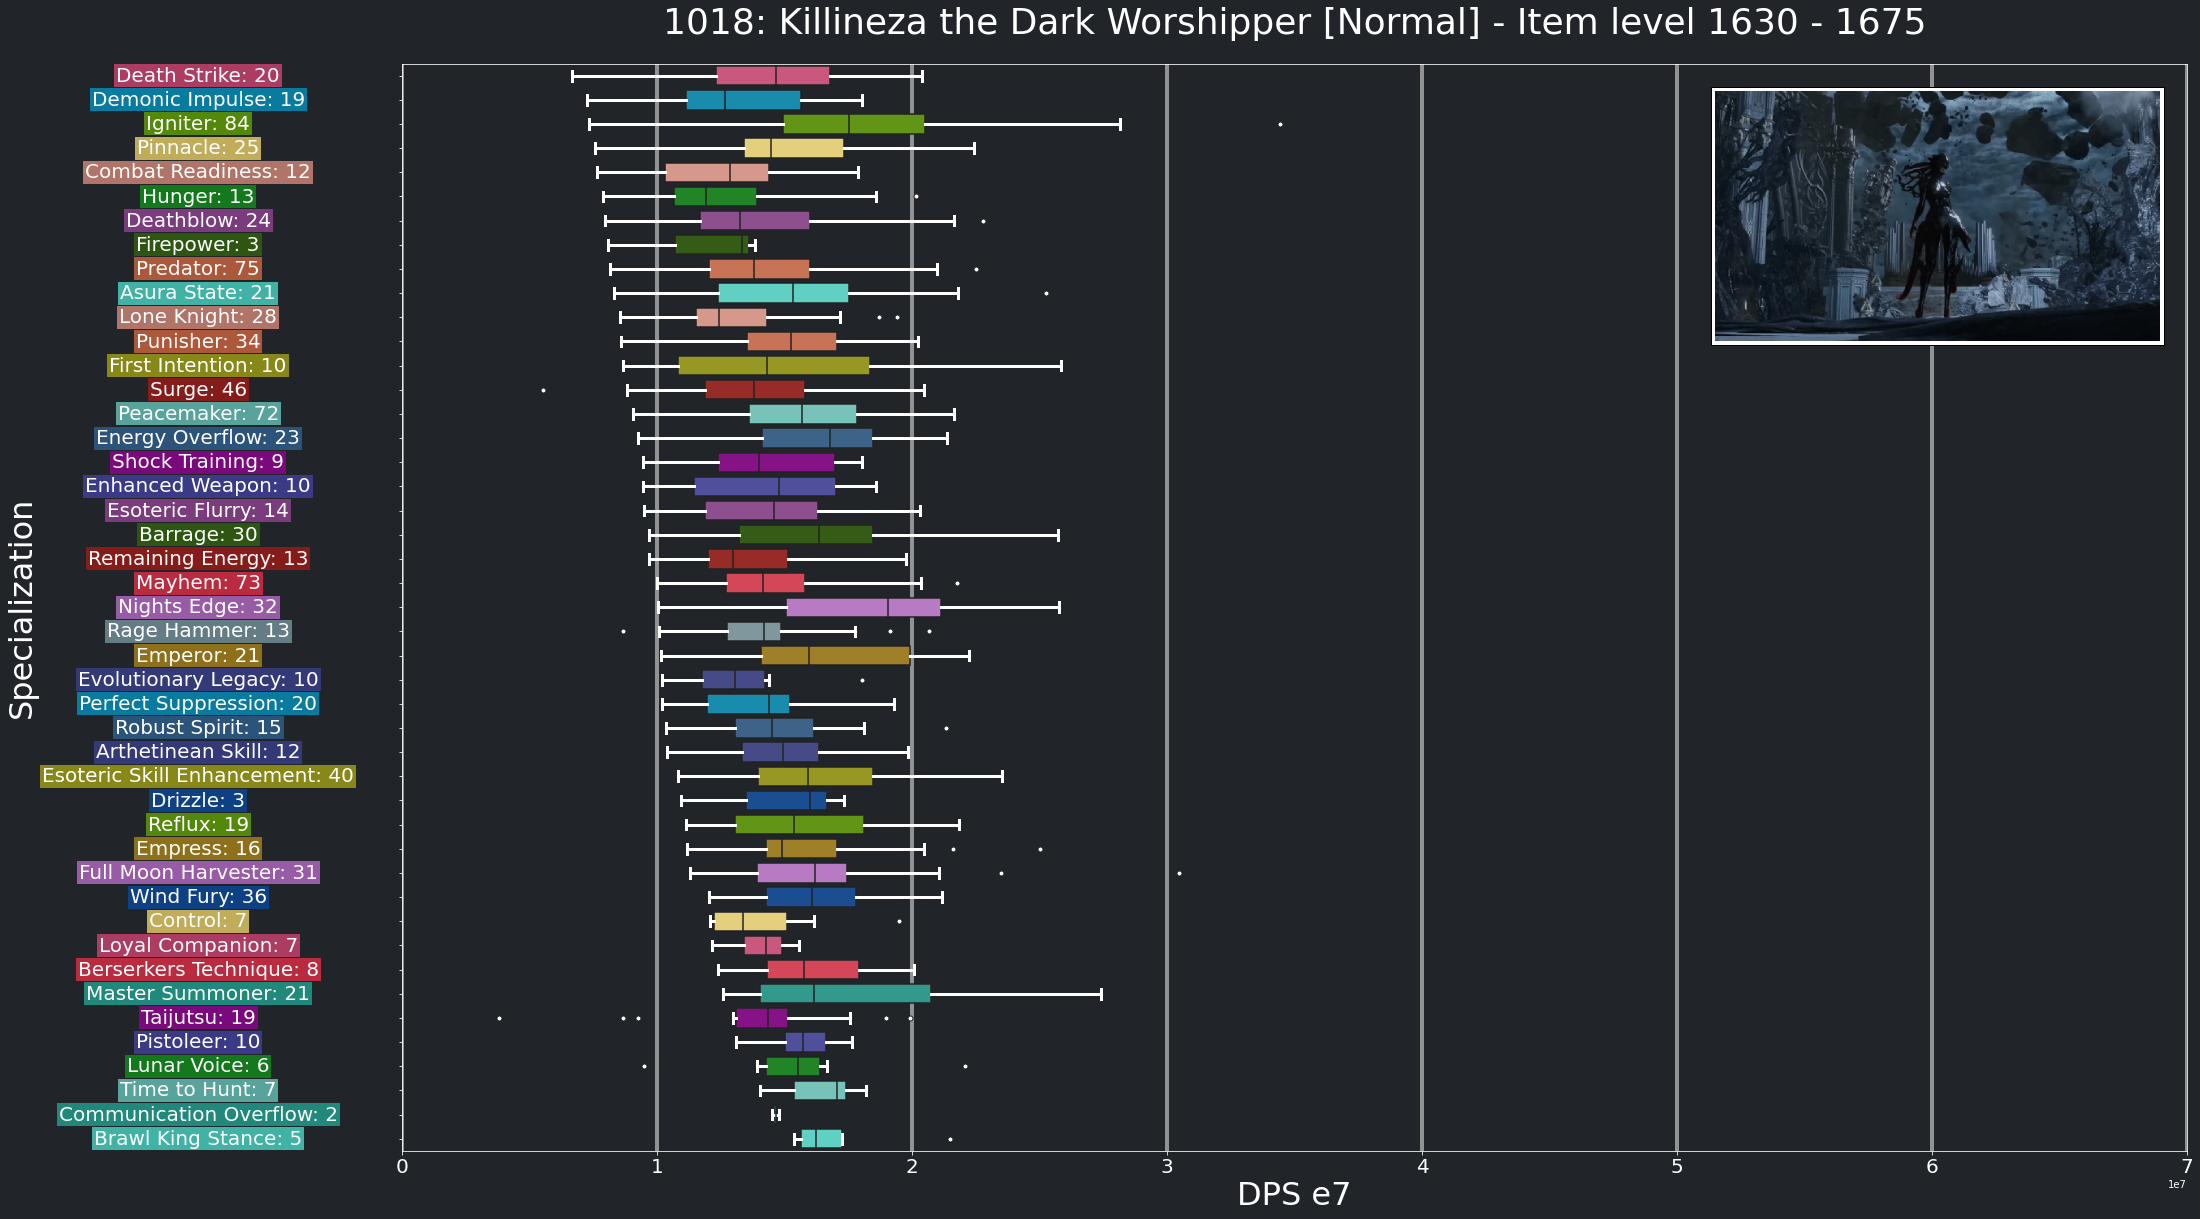 1018: Killineza the Dark Worshipper [Normal] - Item level 1630 - 1675
Specialization
Death Strike: 20
Demonic Impulse: 19
Igniter: 84
Pinnacle: 25
Combat Readiness: 12
Hunger: 13
Deathblow: 24
Firepower: 3
Predator: 75
Asura State: 21
Lone Knight: 28
Punisher: 34
First Intention: 10
Surge: 46
Peacemaker: 72
Energy Overflow: 23
Shock Training: 9
Enhanced Weapon: 10
Esoteric Flurry: 14
Barrage: 30
Remaining Energy: 13
Mayhem: 73
Nights Edge: 32
Rage Hammer: 13
Emperor: 21
Evolutionary Legacy: 10
Perfect Suppression: 20
Robust Spirit: 15
Arthetinean Skill: 12
Esoteric Skill Enhancement: 40
Drizzle: 3
Reflux: 19
Empress: 16
Full Moon Harvester: 31
Wind Fury: 36
Control: 7
Loyal Companion: 7
Berserkers Technique: 8
Master Summoner: 21
Taijutsu: 19
Pistoleer: 10
Lunar Voice: 6
Time to Hunt: 7
Communication Overflow: 2
Brawl King Stance: 5
0 1 2 3 4 5 6 7
1e7
DPS e7